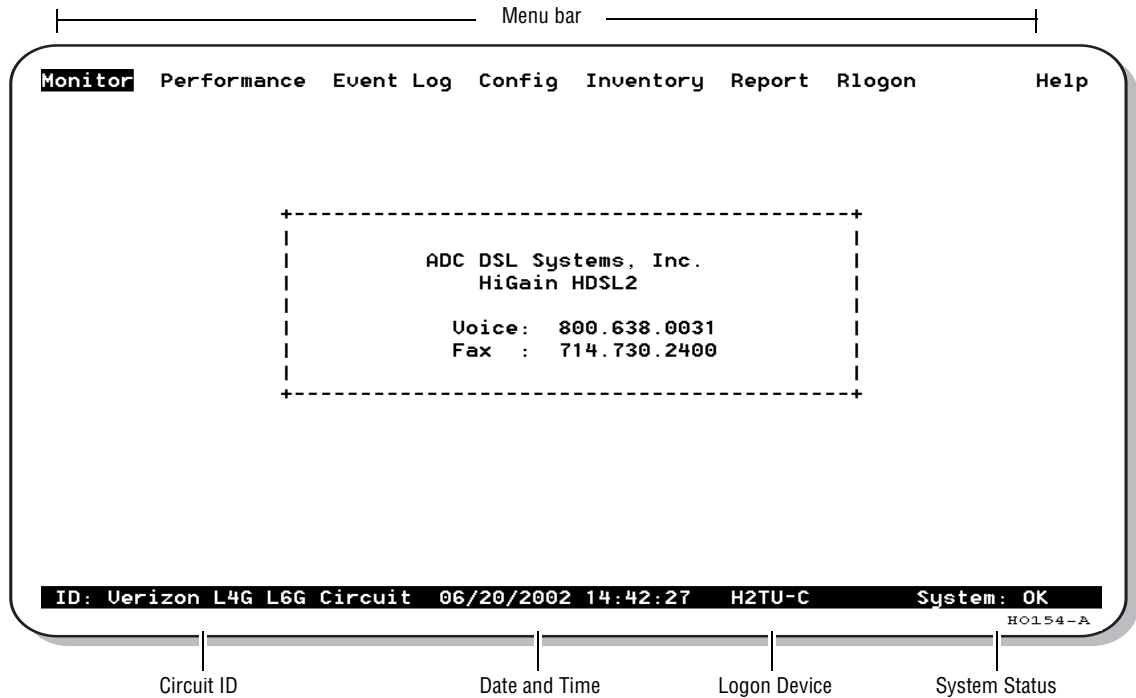 Menu bar
Monitor Performance Event Log Config Inventory Report Rlogon Help
ADC DSL Systems, Inc.
HiGain HDSL2
Voice: 800.638.0031
Fax : 714.730.2400
ID: Verizon L4G L6G Circuit 06/20/2002 14:42:27 H2TU-C System: OK
HO154-A
Circuit ID Date and Time Logon Device System Status